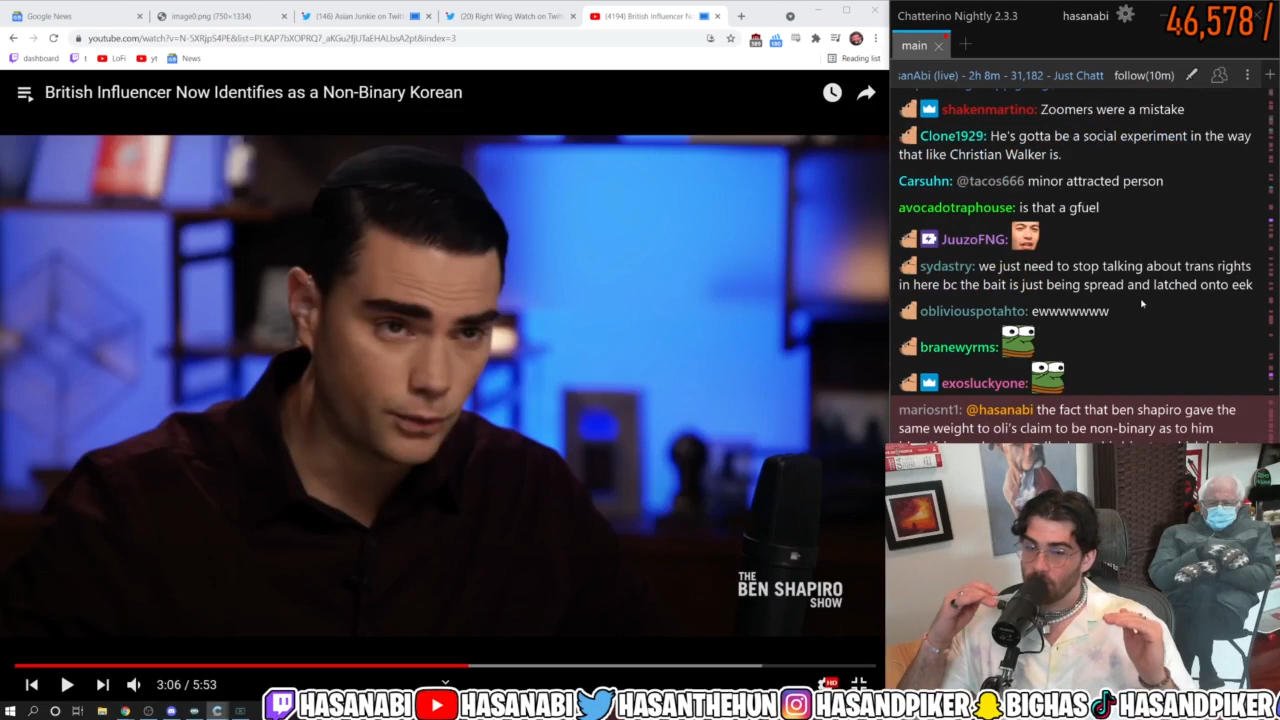 Google News
image0.png (750×1334)
(146) Asian Junkie on Twit
(20) Right Wing Watch on Twitt
(4194) British Influencer N
youtube.com/watch?v=N-5XRjpS4PE&list=PLKAP7bXOPRQ7_aKGu2fjUTaEHALbsA2pt&index=3
dashboard
t
LoFi
yt
News
Reading list
British Influencer Now Identifies as a Non-Binary Korean
THE
BEN SHAPIRO
SHOW
3:06 / 5:53
HD
Chatterino Nightly 2.3.3
hasanabi
46,578 /
main
sanAbi (live) - 2h 8m - 31,182 - Just Chatt
follow(10m)
shakenmartino: Zoomers were a mistake
Clone1929: He's gotta be a social experiment in the way
that like Christian Walker is.
Carsuhn: @tacos666 minor attracted person
avocadotraphouse: is that a gfuel
JuuzoFNG:
sydastry: we just need to stop talking about trans rights
in here bc the bait is just being spread and latched onto eek
obliviouspotahto: ewwwwwww
branewyrms:
exosluckyone:
mariosnt1: @hasanabi the fact that ben shapiro gave the
same weight to oli's claim to be non-binary as to him
HASANABI
HASANABI
HASANTHEHUN
HASANDPIKER
BIGHAS
HASANDPIKER